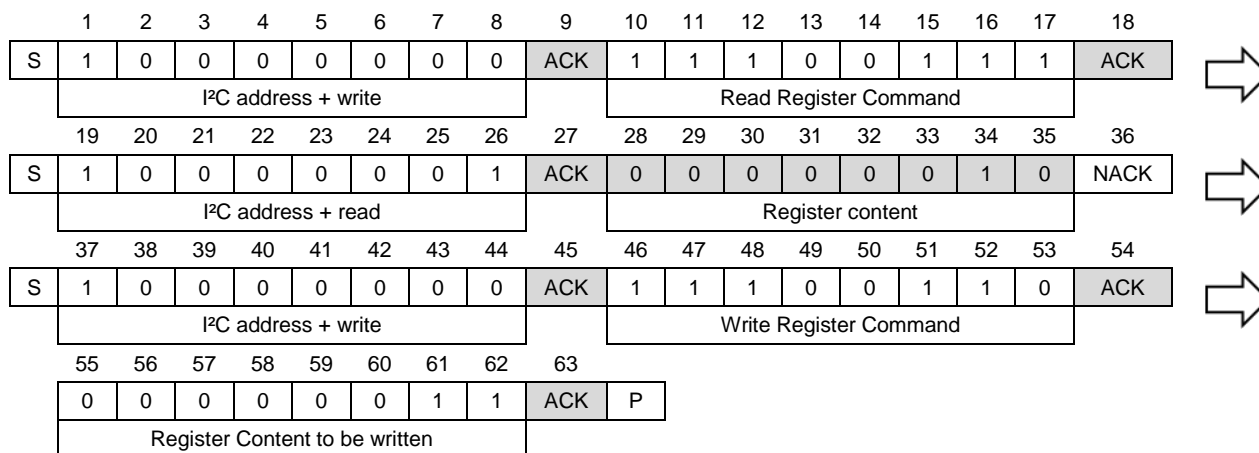 1 2 3 4 5 6 7 8 9 10 11 12 13 14 15 16 17 18
S 1 0 0 0 0 0 0 0 ACK 1 1 1 0 0 1 1 1 ACK
I²C address + write Read Register Command
19 20 21 22 23 24 25 26 27 28 29 30 31 32 33 34 35 36
S 1 0 0 0 0 0 0 1 ACK 0 0 0 0 0 0 1 0 NACK
I²C address + read Register content
37 38 39 40 41 42 43 44 45 46 47 48 49 50 51 52 53 54
S 1 0 0 0 0 0 0 0 ACK 1 1 1 0 0 1 1 0 ACK
I²C address + write Write Register Command
55 56 57 58 59 60 61 62 63
0 0 0 0 0 0 1 1 ACK P
Register Content to be written